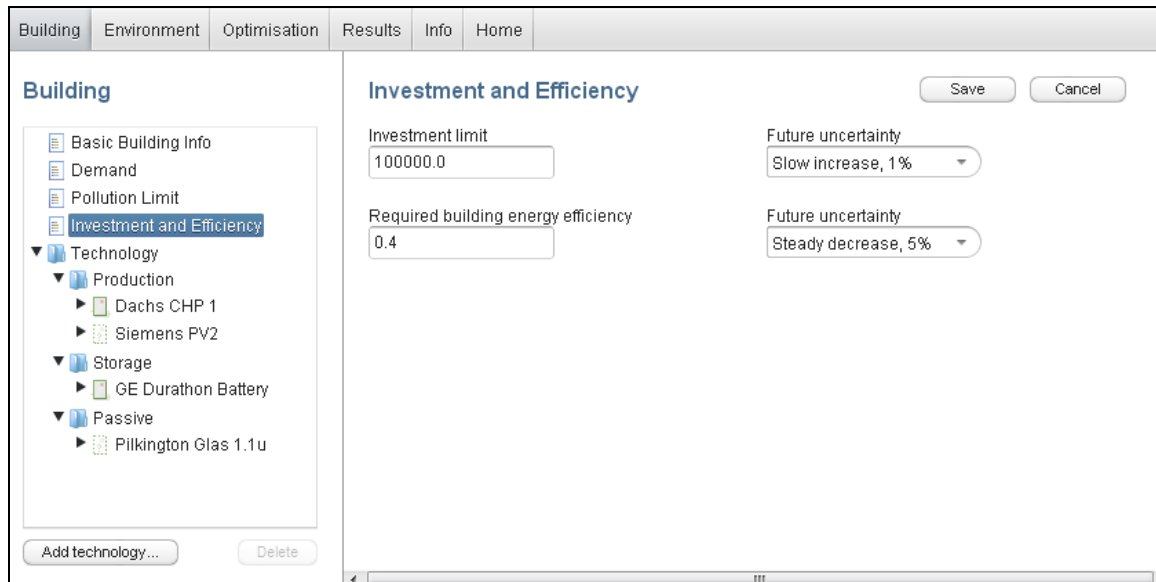 Building Environment Optimisation Results Info Home
Building
Basic Building Info
Demand
Pollution Limit
Investment and Efficiency
Technology
Production
Dachs CHP 1
Siemens PV2
Storage
GE Durathon Battery
Passive
Pilkington Glas 1.1u
Add technology... Delete
Investment and Efficiency Save Cancel
Investment limit Future uncertainty
100000.0 Slow increase, 1%
Required building energy efficiency Future uncertainty
0.4 Steady decrease, 5%